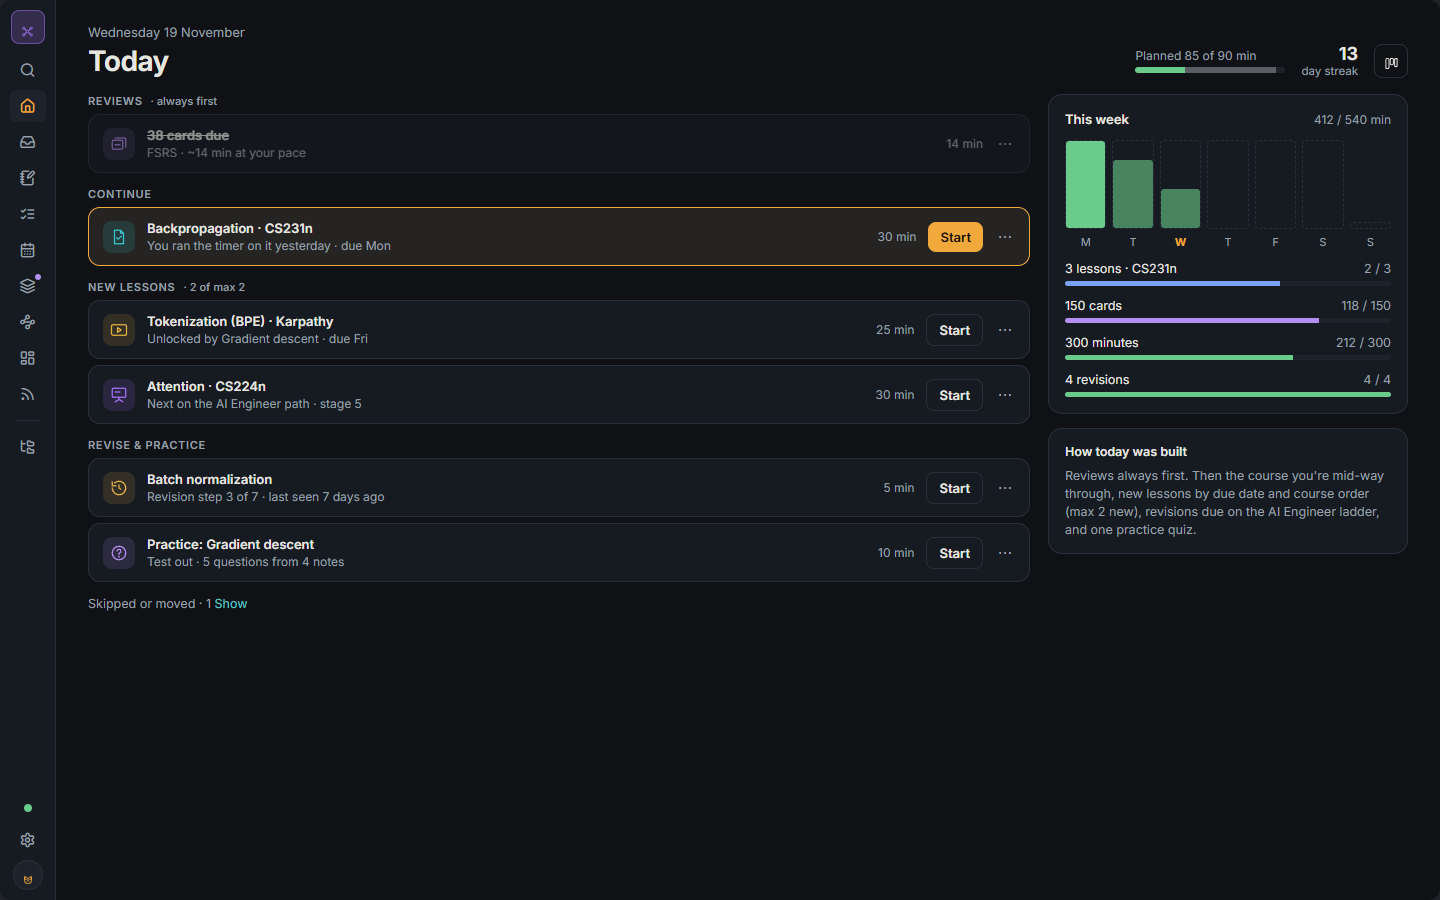 Wednesday 19 November
Today
Planned 85 of 90 min
13
day streak
REVIEWS · always first
38 cards due
FSRS · ~14 min at your pace
14 min
CONTINUE
Backpropagation · CS231n
You ran the timer on it yesterday · due Mon
30 min
Start
NEW LESSONS · 2 of max 2
Tokenization (BPE) · Karpathy
Unlocked by Gradient descent · due Fri
25 min
Start
Attention · CS224n
Next on the AI Engineer path · stage 5
30 min
Start
REVISE & PRACTICE
Batch normalization
Revision step 3 of 7 · last seen 7 days ago
5 min
Start
Practice: Gradient descent
Test out · 5 questions from 4 notes
10 min
Start
Skipped or moved · 1 Show
This week
412 / 540 min
M T W T F S S
3 lessons · CS231n
2 / 3
150 cards
118 / 150
300 minutes
212 / 300
4 revisions
4 / 4
How today was built
Reviews always first. Then the course you're mid-way
through, new lessons by due date and course order
(max 2 new), revisions due on the AI Engineer ladder,
and one practice quiz.